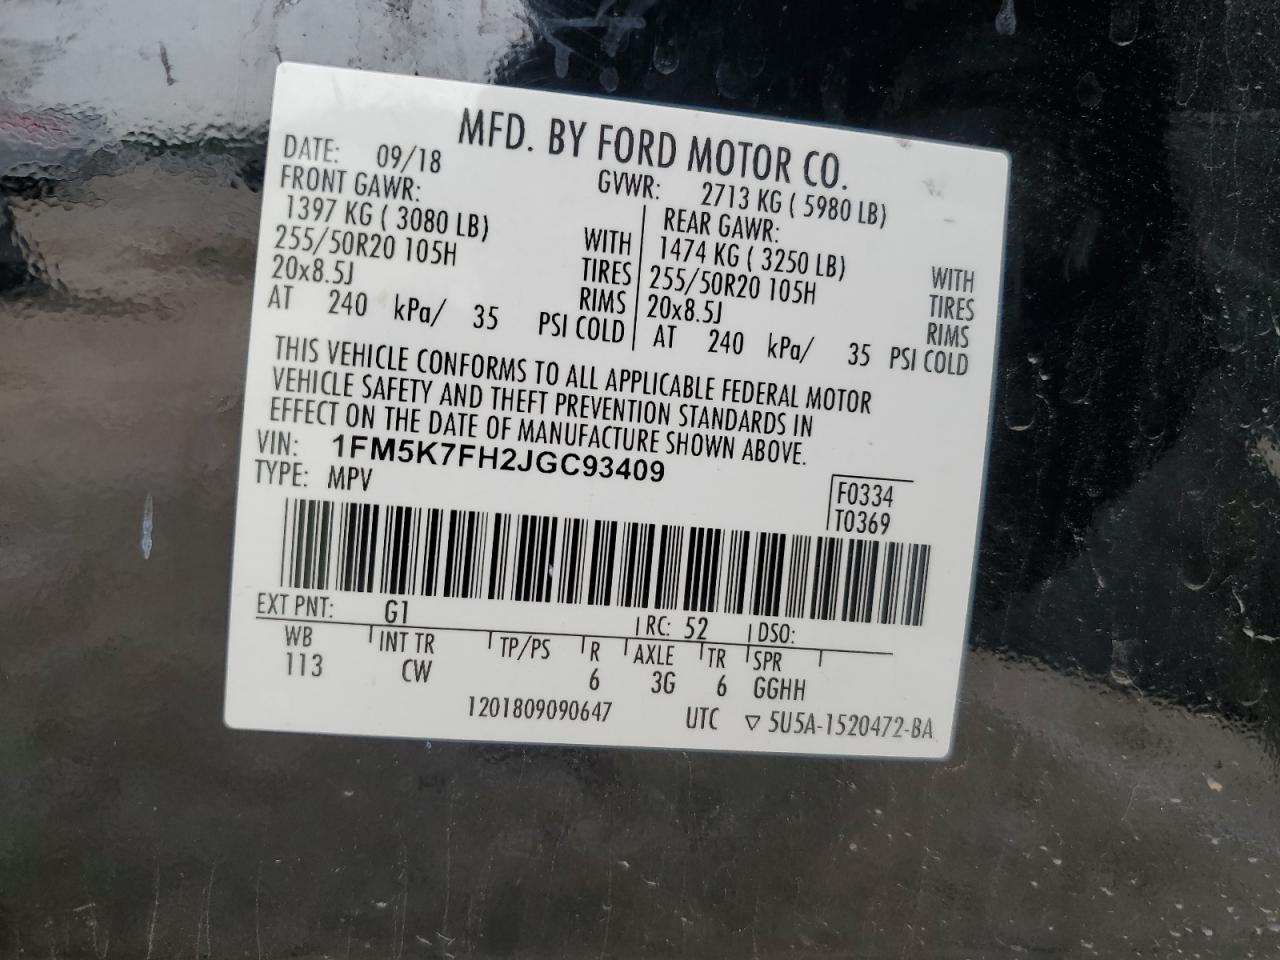 MFD. BY FORD MOTOR CO.
DATE: 09/18 GVWR: 2713 KG ( 5980 LB)
FRONT GAWR: REAR GAWR:
1397 KG ( 3080 LB) WITH 1474 KG ( 3250 LB) WITH
255/50R20 105H TIRES 255/50R20 105H TIRES
20x8.5J RIMS 20x8.5J RIMS
AT 240 kPa/ 35 PSI COLD AT 240 kPa/ 35 PSI COLD
THIS VEHICLE CONFORMS TO ALL APPLICABLE FEDERAL MOTOR
VEHICLE SAFETY AND THEFT PREVENTION STANDARDS IN
EFFECT ON THE DATE OF MANUFACTURE SHOWN ABOVE.
VIN: 1FM5K7FH2JGC93409
TYPE: MPV
F0334
T0369
EXT PNT: G1 RC: 52 DSO:
WB INT TR TP/PS R AXLE TR SPR
113 CW 6 3G 6 GGHH
1201809090647 UTC ▽ 5U5A-1520472-BA